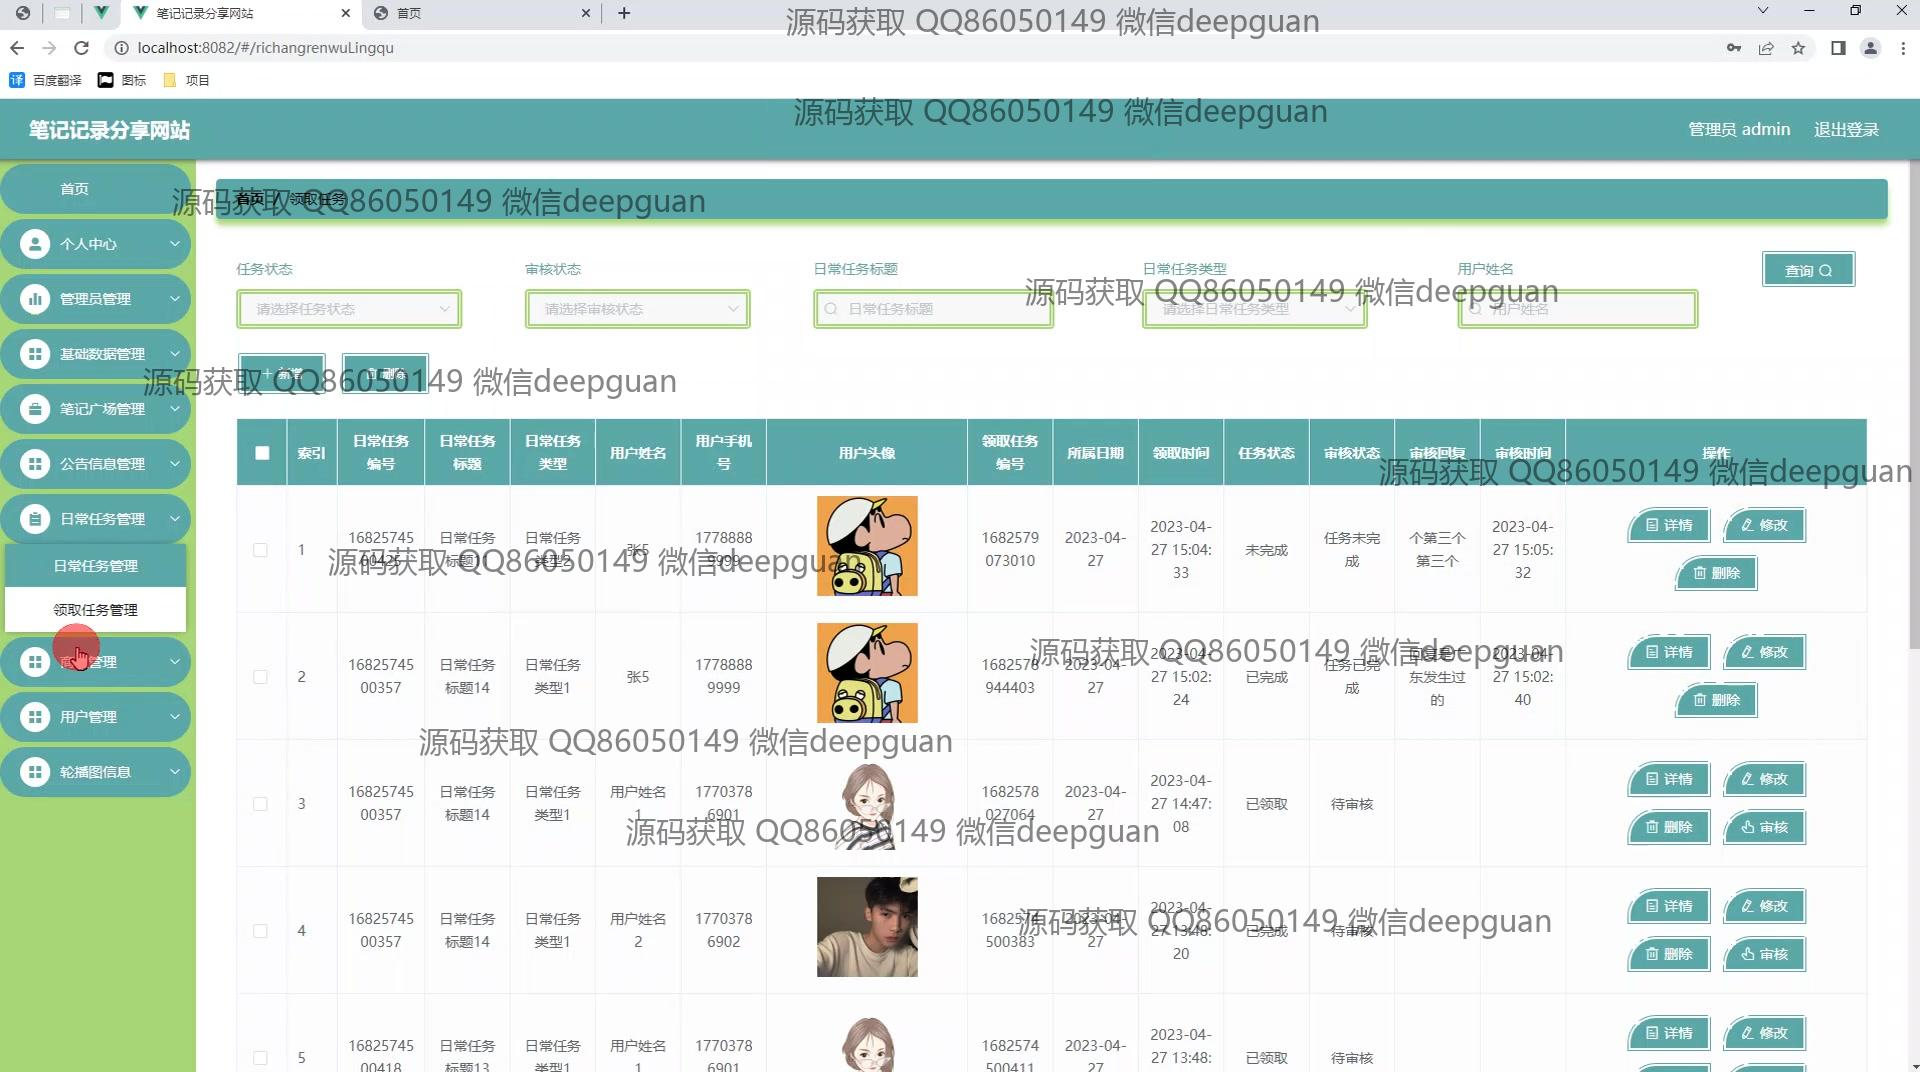 笔记记录分享网站
首页
源码获取 QQ86050149 微信deepguan
localhost:8082/#/richangrenwuLingqu
百度翻译
图标
项目
源码获取 QQ86050149 微信deepguan
笔记记录分享网站
管理员 admin
退出登录
首页
个人中心
管理员管理
基础数据管理
笔记广场管理
公告信息管理
日常任务管理
日常任务管理
领取任务管理
管理
用户管理
轮播图信息
首页 / 领取任务
源码获取 QQ86050149 微信deepguan
任务状态
审核状态
日常任务标题
日常任务类型
用户姓名
查询
请选择任务状态
请选择审核状态
日常任务标题
请选择日常任务类型
用户姓名
源码获取 QQ86050149 微信deepguan
新增
删除
源码获取 QQ86050149 微信deepguan
索引
日常任务编号
日常任务标题
日常任务类型
用户姓名
用户手机号
用户头像
领取任务编号
所属日期
领取时间
任务状态
审核状态
审核回复
审核时间
操作
源码获取 QQ86050149 微信deepguan
1
1682574500425
日常任务标题11
日常任务类型2
张5
17788889999
1682579073010
2023-04-27
2023-04-27 15:04:33
未完成
任务未完成
个第三个第三个
2023-04-27 15:05:32
详情
修改
删除
源码获取 QQ86050149 微信deepguan
2
1682574500357
日常任务标题14
日常任务类型1
张5
17788889999
1682578944403
2023-04-27
2023-04-27 15:02:24
已完成
任务已完成
东发生过的
2023-04-27 15:02:40
详情
修改
删除
源码获取 QQ86050149 微信deepguan
源码获取 QQ86050149 微信deepguan
3
1682574500357
日常任务标题14
日常任务类型1
用户姓名1
17703786901
1682578027064
2023-04-27
2023-04-27 14:47:08
已领取
待审核
详情
修改
删除
审核
源码获取 QQ86050149 微信deepguan
4
1682574500357
日常任务标题14
日常任务类型1
用户姓名2
17703786902
1682574500383
2023-04-27
2023-04-27 13:48:20
已完成
待审核
详情
修改
删除
审核
源码获取 QQ86050149 微信deepguan
5
1682574500418
日常任务标题13
日常任务类型1
用户姓名1
17703786901
1682574500411
2023-04-27
2023-04-27 13:48:
已领取
待审核
详情
修改